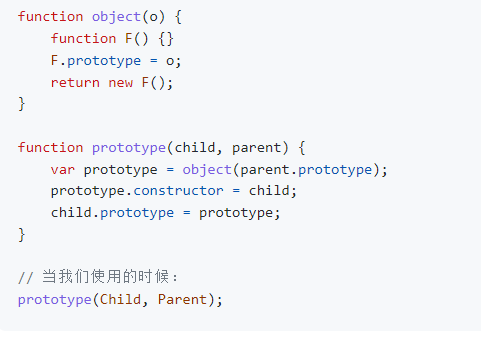 function object(o) {
    function F() {}
    F.prototype = o;
    return new F();
}

function prototype(child, parent) {
    var prototype = object(parent.prototype);
    prototype.constructor = child;
    child.prototype = prototype;
}

// 当我们使用的时候：
prototype(Child, Parent);